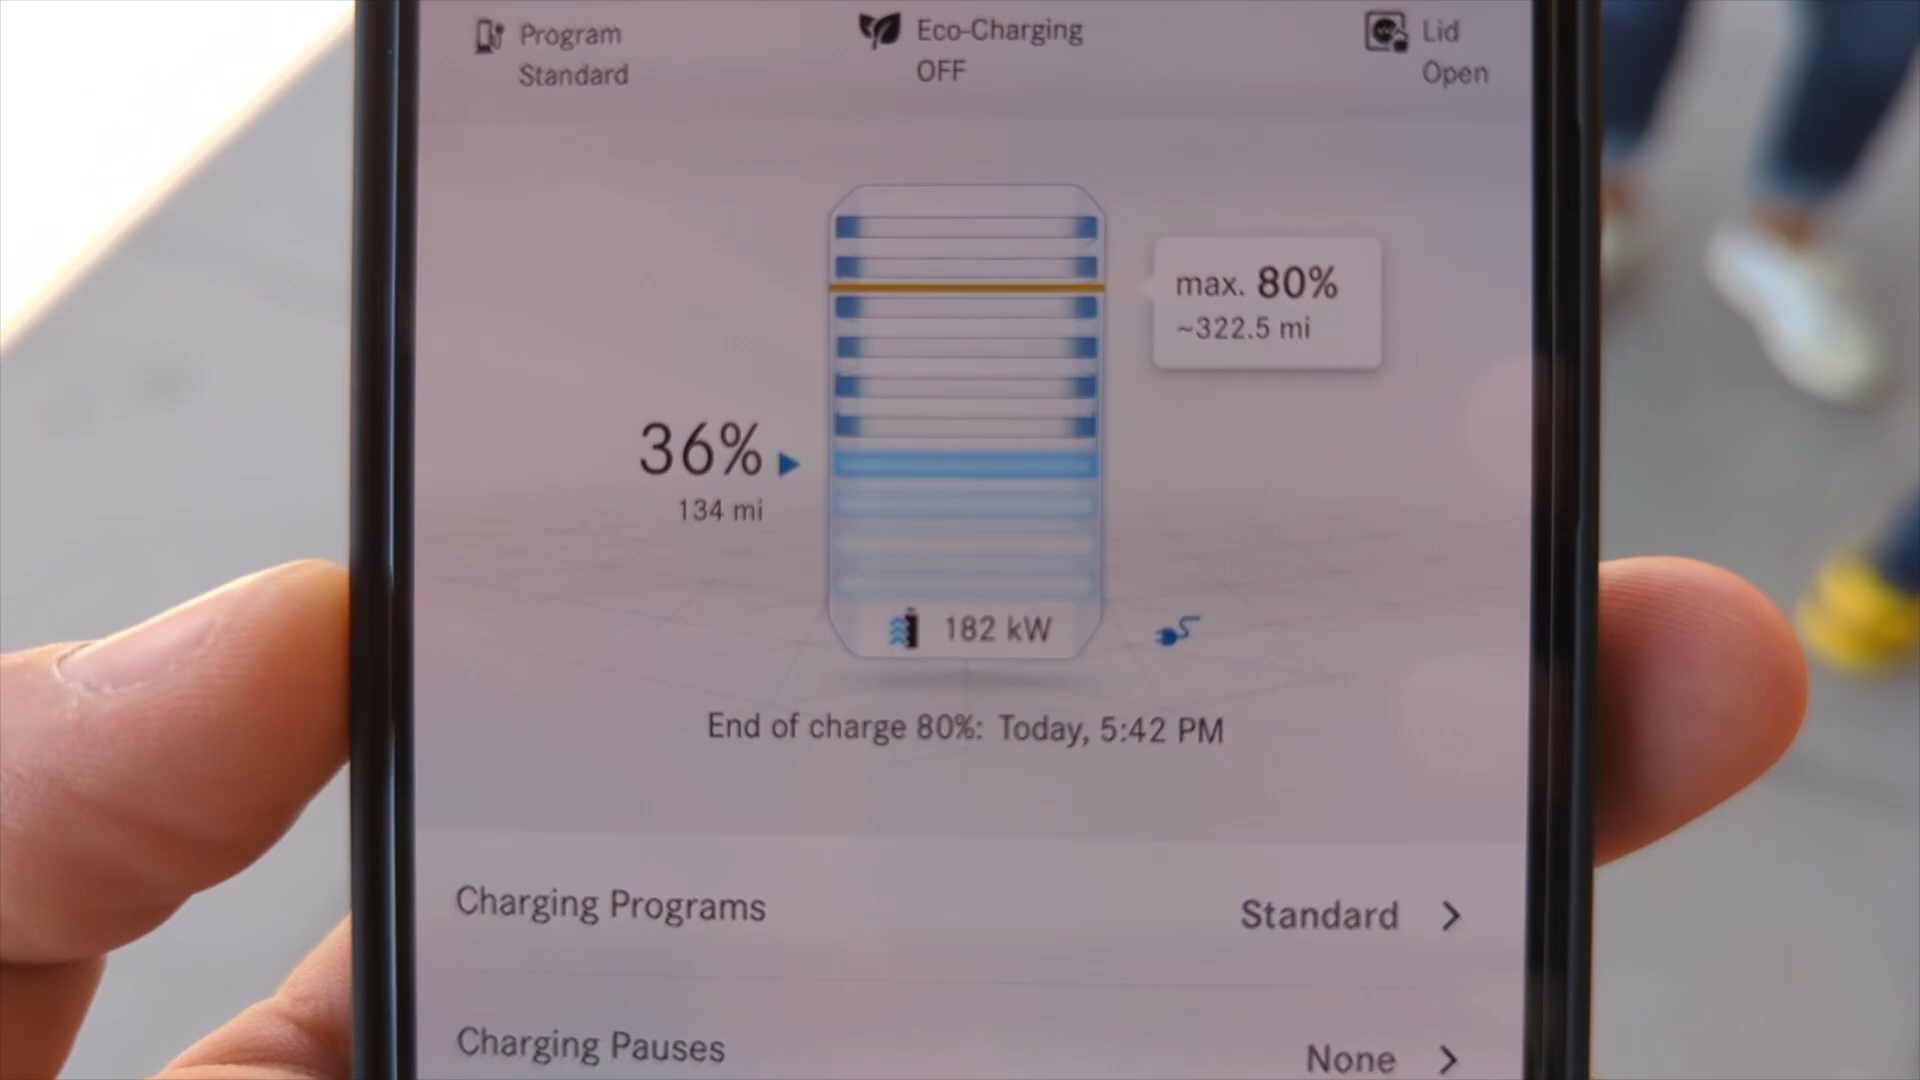 Program
Standard
Eco-Charging
OFF
Lid
Open
max. 80%
~322.5 mi
36%
134 mi
182 kW
End of charge 80%: Today, 5:42 PM
Charging Programs
Standard
Charging Pauses
None